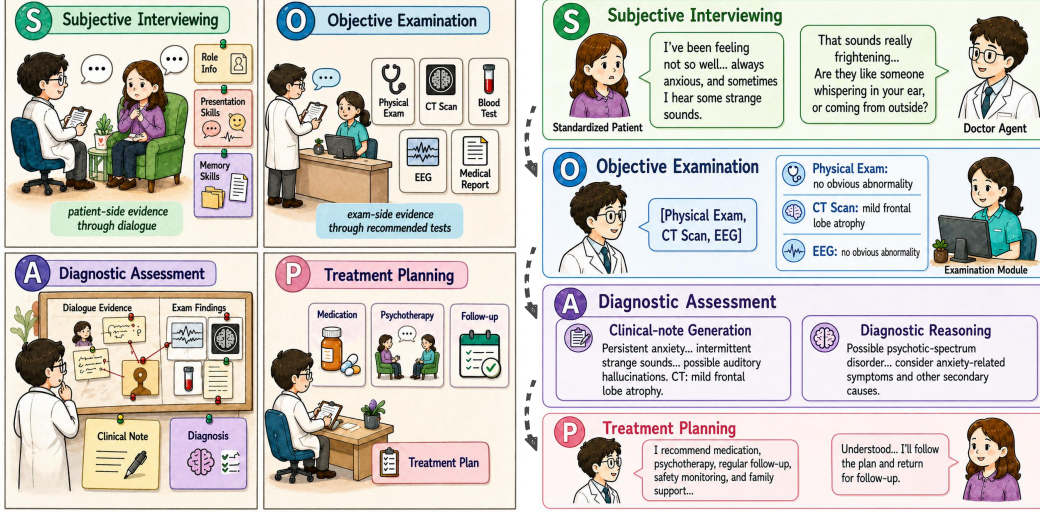 S Subjective Interviewing
Role
Info
Presentation
Skills
Memory
Skills
patient-side evidence
through dialogue
O Objective Examination
Physical
Exam
CT Scan
Blood
Test
EEG
Medical
Report
exam-side evidence
through recommended tests
A Diagnostic Assessment
Dialogue Evidence
Exam Findings
Clinical Note
Diagnosis
P Treatment Planning
Medication
Psychotherapy
Follow-up
Treatment Plan
S Subjective Interviewing
I've been feeling
not so well... always
anxious, and sometimes
I hear some strange
sounds.
Standardized Patient
That sounds really
frightening...
Are they like someone
whispering in your ear,
or coming from outside?
Doctor Agent
O Objective Examination
[Physical Exam,
CT Scan, EEG]
Physical Exam:
no obvious abnormality
CT Scan: mild frontal
lobe atrophy
EEG: no obvious abnormality
Examination Module
A Diagnostic Assessment
Clinical-note Generation
Persistent anxiety... intermittent
strange sounds... possible auditory
hallucinations. CT: mild frontal
lobe atrophy.
Diagnostic Reasoning
Possible psychotic-spectrum
disorder... consider anxiety-related
symptoms and other secondary
causes.
P Treatment Planning
I recommend medication,
psychotherapy, regular follow-up,
safety monitoring, and family
support...
Understood... I'll follow
the plan and return
for follow-up.